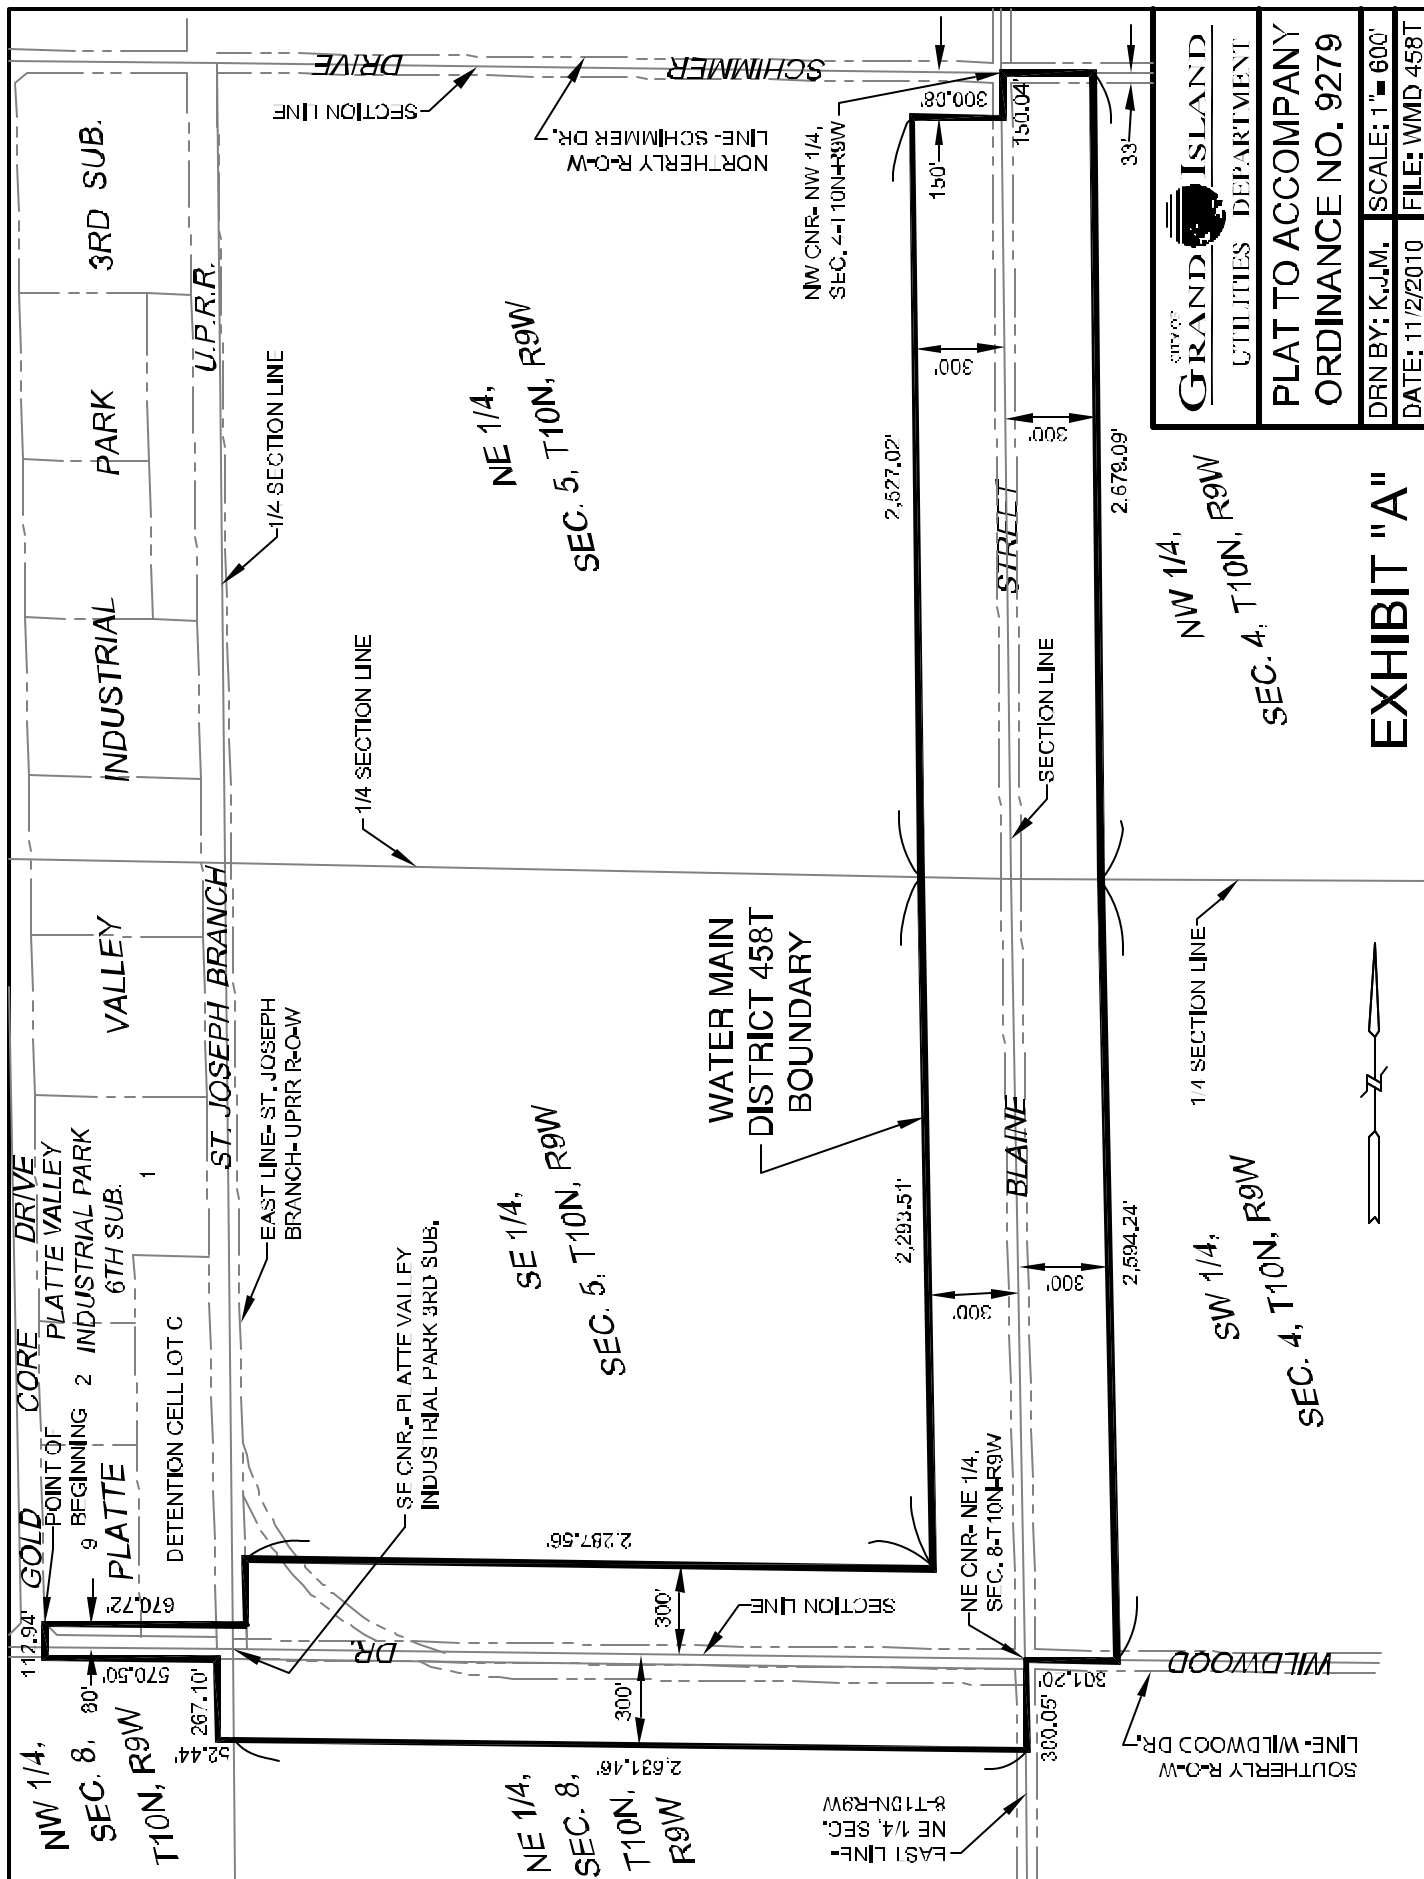 GOLD CORE DRIVE
POINT OF
BEGINNING
PLATTE VALLEY
INDUSTRIAL PARK
6TH SUB.
9
2
1
PLATTE VALLEY INDUSTRIAL PARK 3RD SUB.
DETENTION CELL LOT C
ST. JOSEPH BRANCH
U.P.R.R.
EAST LINE- ST. JOSEPH
BRANCH- UPRR R-O-W
1/4 SECTION LINE
1/4 SECTION LINE
SECTION LINE
SCHIMMER DRIVE
NORTHERLY R-O-W
LINE- SCHIMMER DR.
SE CNR.- PLATTE VALLEY
INDUSTRIAL PARK 3RD SUB.
NW 1/4,
SEC. 8,
T10N, R9W
112.94'
80'
670.72'
570.50'
267.10'
52.44'
DR.
NE 1/4,
SEC. 8,
T10N,
R9W
2,287.56'
2,631.46'
300'
300'
SECTION LINE
SE 1/4,
SEC. 5, T10N, R9W
NE 1/4,
SEC. 5, T10N, R9W
WATER MAIN
DISTRICT 458T
BOUNDARY
NW CNR- NW 1/4,
SEC. 4-T10N-R9W
300.08'
150'
150.04'
33'
2,293.51'
2,527.02'
300'
300'
300'
300'
BLAINE STREET
SECTION LINE
2,594.24'
2,679.09'
NE CNR- NE 1/4,
SEC. 8-T10N-R9W
EAST LINE-
NE 1/4, SEC.
8-T10N-R9W
300.05'
301.20'
WILDWOOD
SOUTHERLY R-O-W
LINE- WILDWOOD DR.
SW 1/4,
SEC. 4, T10N, R9W
1/4 SECTION LINE
NW 1/4,
SEC. 4, T10N, R9W
N
EXHIBIT "A"
CITY OF
GRAND ISLAND
UTILITIES DEPARTMENT
PLAT TO ACCOMPANY
ORDINANCE NO. 9279
DRN BY: K.J.M.
SCALE: 1"= 600'
DATE: 11/2/2010
FILE: WMD 458T